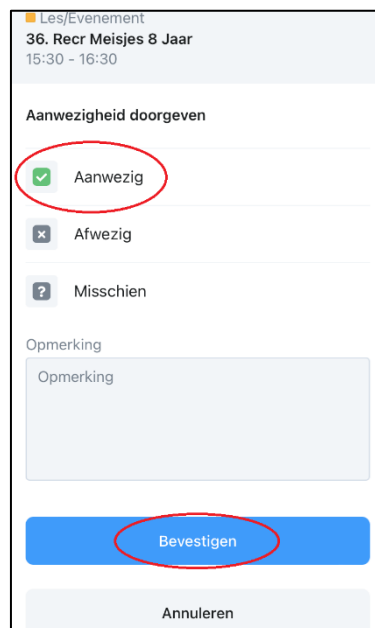 Les/Evenement
36. Recr Meisjes 8 Jaar
15:30 - 16:30
Aanwezigheid doorgeven
Aanwezig
Afwezig
? Misschien
Opmerking
Opmerking
Bevestigen
Annuleren